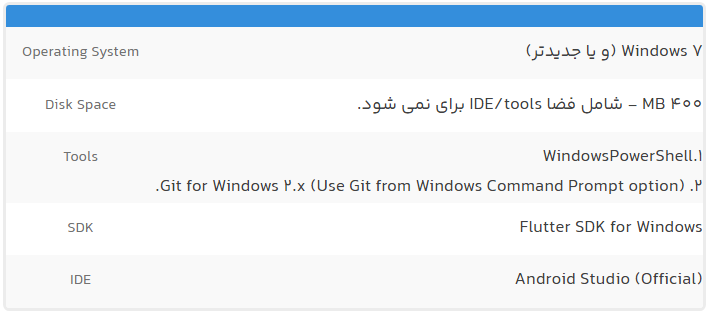 Operating System
Windows ۷ (و یا جدیدتر)
Disk Space
۴۰۰ MB – شامل فضا IDE/tools برای نمی شود.
Tools
۱.WindowsPowerShell
۲. Git for Windows ۲.x (Use Git from Windows Command Prompt option).
SDK
Flutter SDK for Windows
IDE
Android Studio (Official)